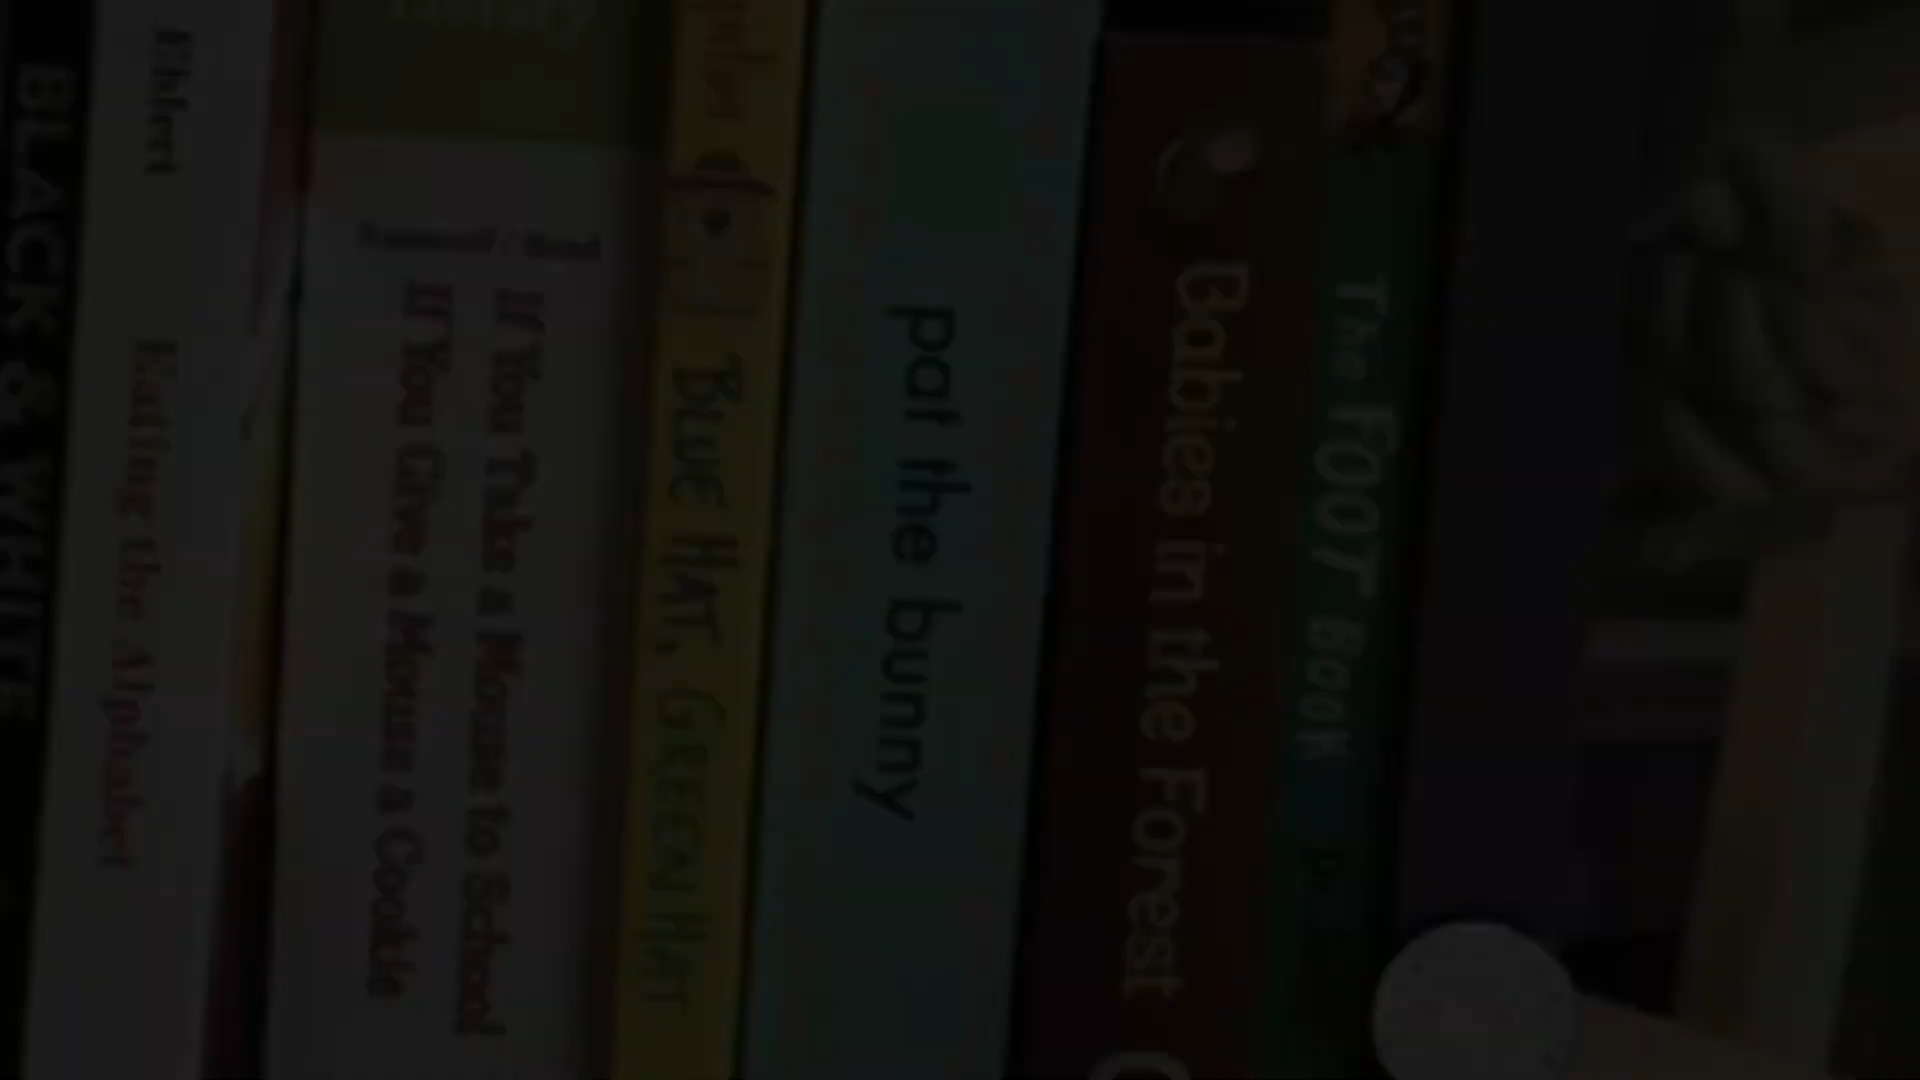 BLACK & WHITE
Ehlert
Eating the Alphabet
If You Take a Mouse to School
If You Give a Mouse a Cookie
BLUE HAT, GREEN HAT
pat the bunny
Babies in the Forest
The FOOT Book